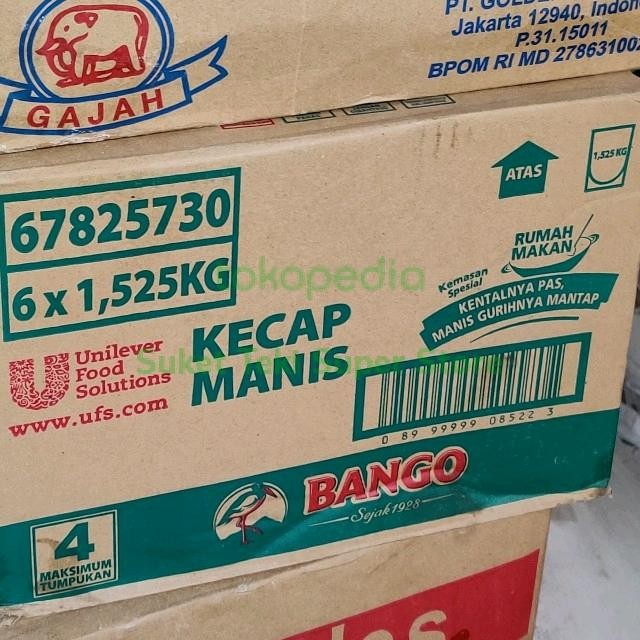 GAJAH
Jakarta 12940, Indon
P.31.15011
BPOM RI MD 27863100
67825730
6 x 1,525KG
ATAS
1,525 KG
RUMAH
MAKAN
Kemasan
Spesial
KENTALNYA PAS,
MANIS GURIHNYA MANTAP
tokopedia
Unilever
Food
Solutions
www.ufs.com
KECAP
MANIS
0 89 99999 08522 3
BANGO
Sejak 1928
4
MAKSIMUM
TUMPUKAN